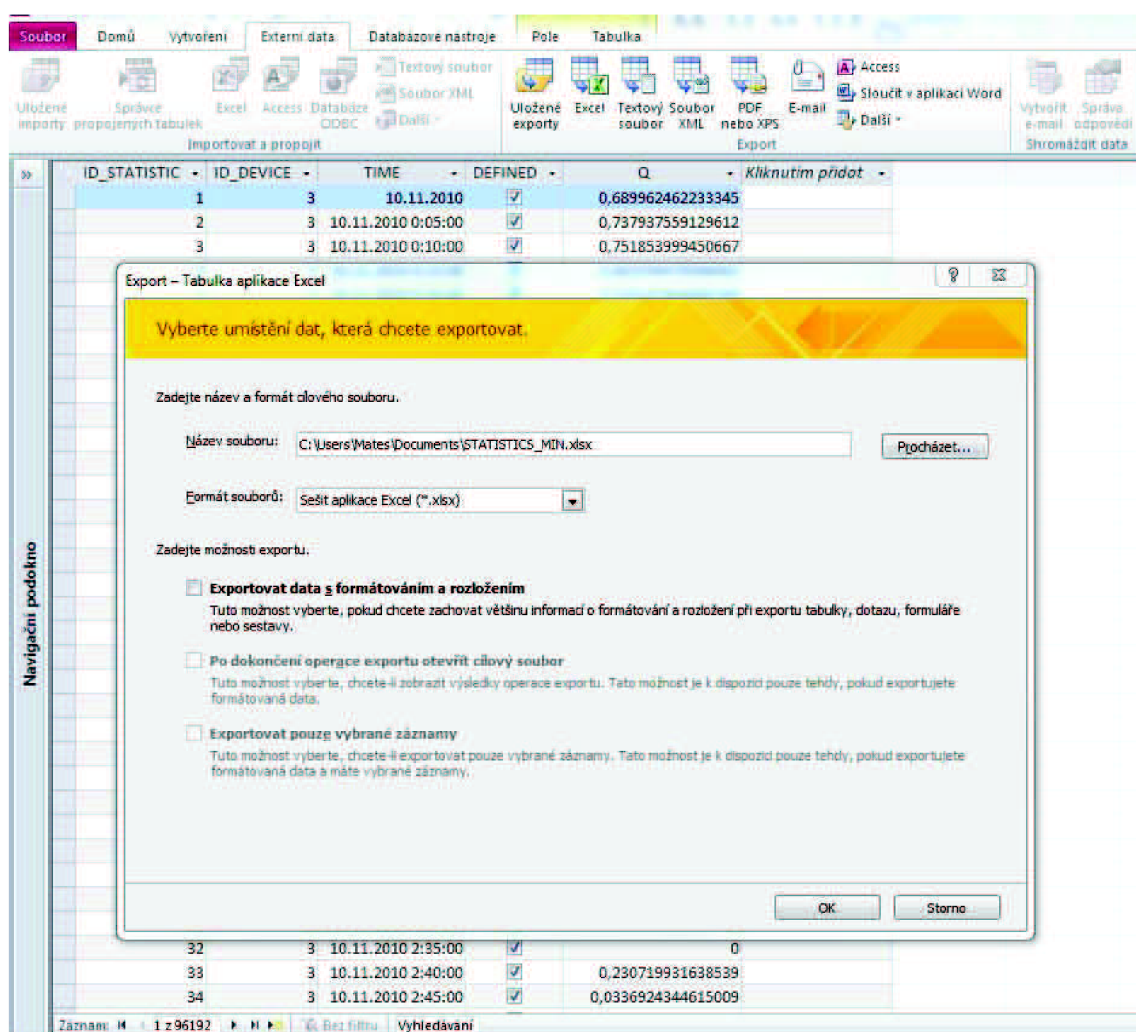 Soubor Domů Vytvoření Externí data Databázové nástroje Pole Tabulka
Uložené importy
Správce propojených tabulek
Excel
Access
Databáze ODBC
Textový soubor
Soubor XML
Další
Importovat a propojit
Uložené exporty
Excel
Textový soubor
Soubor XML
PDF nebo XPS
E-mail
Access
Sloučit v aplikaci Word
Další
Export
Vytvořit e-mail
Správa odpovědí
Shromáždit data
»
ID_STATISTIC ID_DEVICE TIME DEFINED Q Kliknutím přidat
1 3 10.11.2010 0,689962462233345
2 3 10.11.2010 0:05:00 0,737937559129612
3 3 10.11.2010 0:10:00 0,751853999450667
Export – Tabulka aplikace Excel
Vyberte umístění dat, která chcete exportovat.
Zadejte název a formát cílového souboru.
Název souboru: C:\Users\Mates\Documents\STATISTICS_MIN.xlsx Procházet...
Formát souborů: Sešit aplikace Excel (*.xlsx)
Zadejte možnosti exportu.
Exportovat data s formátováním a rozložením
Tuto možnost vyberte, pokud chcete zachovat většinu informací o formátování a rozložení při exportu tabulky, dotazu, formuláře
nebo sestavy.
Po dokončení operace exportu otevřít cílový soubor
Tuto možnost vyberte, chcete-li zobrazit výsledky operace exportu. Tato možnost je k dispozici pouze tehdy, pokud exportujete
formátovaná data.
Exportovat pouze vybrané záznamy
Tuto možnost vyberte, chcete-li exportovat pouze vybrané záznamy. Tato možnost je k dispozici pouze tehdy, pokud exportujete
formátovaná data a máte vybrané záznamy.
OK Storno
Navigační podokno
32 3 10.11.2010 2:35:00 0
33 3 10.11.2010 2:40:00 0,230719931638539
34 3 10.11.2010 2:45:00 0,0336924344615009
Záznam: 1 z 96192 Bez filtru Vyhledávání